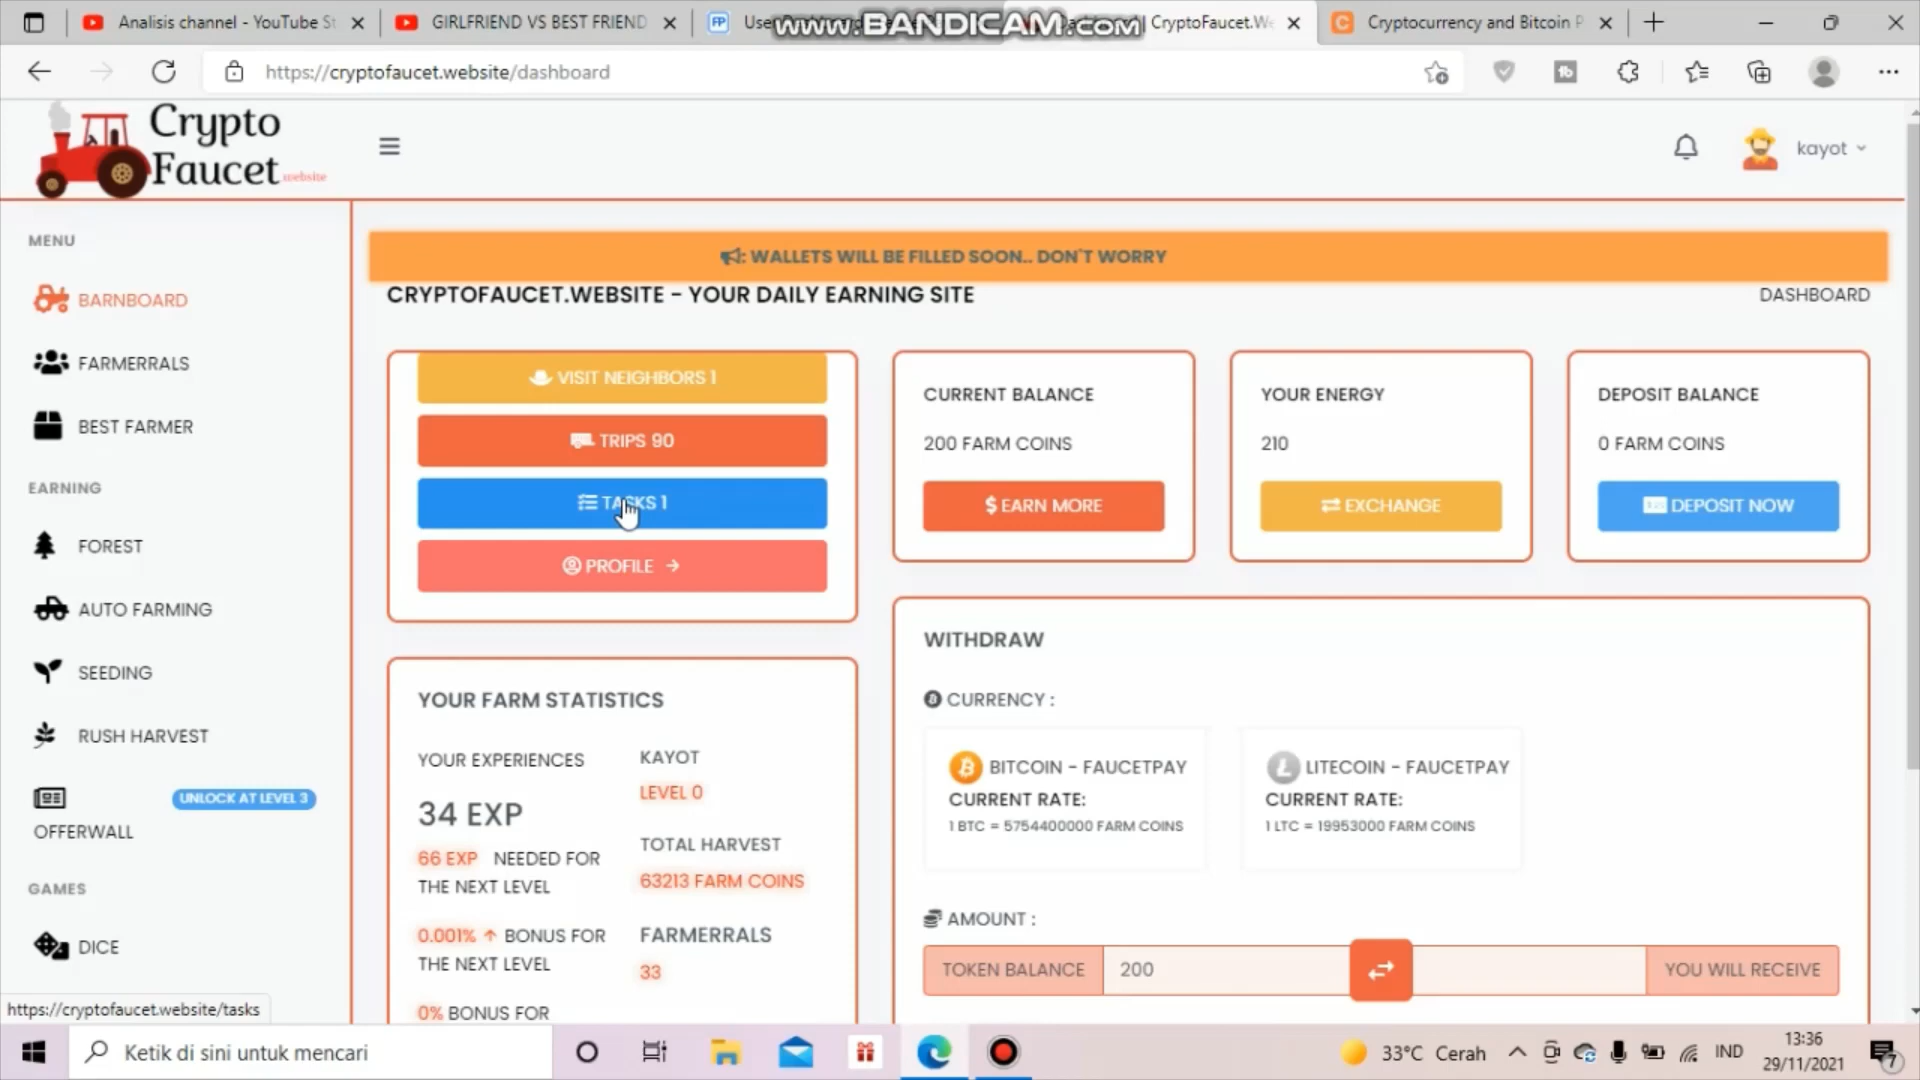 Analisis channel - YouTube St
GIRLFRIEND VS BEST FRIEND
FP
www.BANDICAM.com
CryptoFaucet.We
Cryptocurrency and Bitcoin P
https://cryptofaucet.website/dashboard
Crypto
Faucet.website
kayot
MENU
BARNBOARD
FARMERRALS
BEST FARMER
EARNING
FOREST
AUTO FARMING
SEEDING
RUSH HARVEST
UNLOCK AT LEVEL 3
OFFERWALL
GAMES
DICE
https://cryptofaucet.website/tasks
: WALLETS WILL BE FILLED SOON.. DON'T WORRY
CRYPTOFAUCET.WEBSITE - YOUR DAILY EARNING SITE
DASHBOARD
VISIT NEIGHBORS 1
TRIPS 90
TASKS 1
PROFILE
CURRENT BALANCE
200 FARM COINS
$ EARN MORE
YOUR ENERGY
210
EXCHANGE
DEPOSIT BALANCE
0 FARM COINS
DEPOSIT NOW
YOUR FARM STATISTICS
YOUR EXPERIENCES
34 EXP
66 EXP NEEDED FOR
THE NEXT LEVEL
0.001% ↑ BONUS FOR
THE NEXT LEVEL
0% BONUS FOR
KAYOT
LEVEL 0
TOTAL HARVEST
63213 FARM COINS
FARMERRALS
33
WITHDRAW
CURRENCY :
BITCOIN - FAUCETPAY
CURRENT RATE:
1 BTC = 5754400000 FARM COINS
LITECOIN - FAUCETPAY
CURRENT RATE:
1 LTC = 19953000 FARM COINS
AMOUNT :
TOKEN BALANCE
200
YOU WILL RECEIVE
Ketik di sini untuk mencari
33°C Cerah
IND
13:36
29/11/2021
7